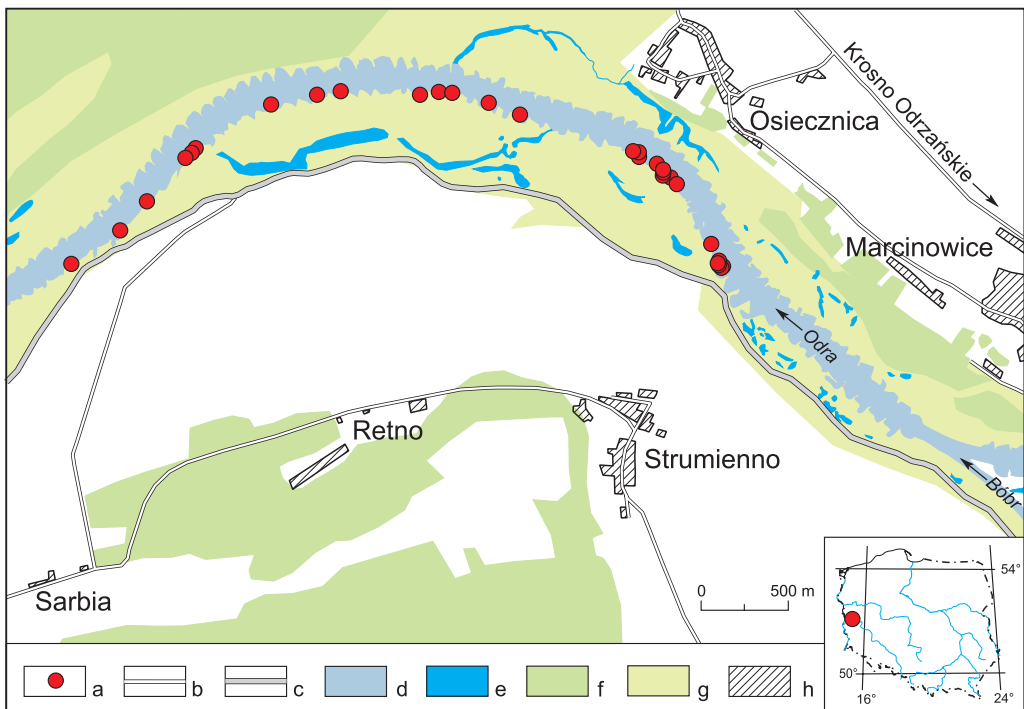 Krosno Odrzańskie
Osiecznica
Marcinowice
Odra
Retno
Strumienno
Bóbr
Sarbia
0 500 m
54°
50°
16° 24°
a b c d e f g h